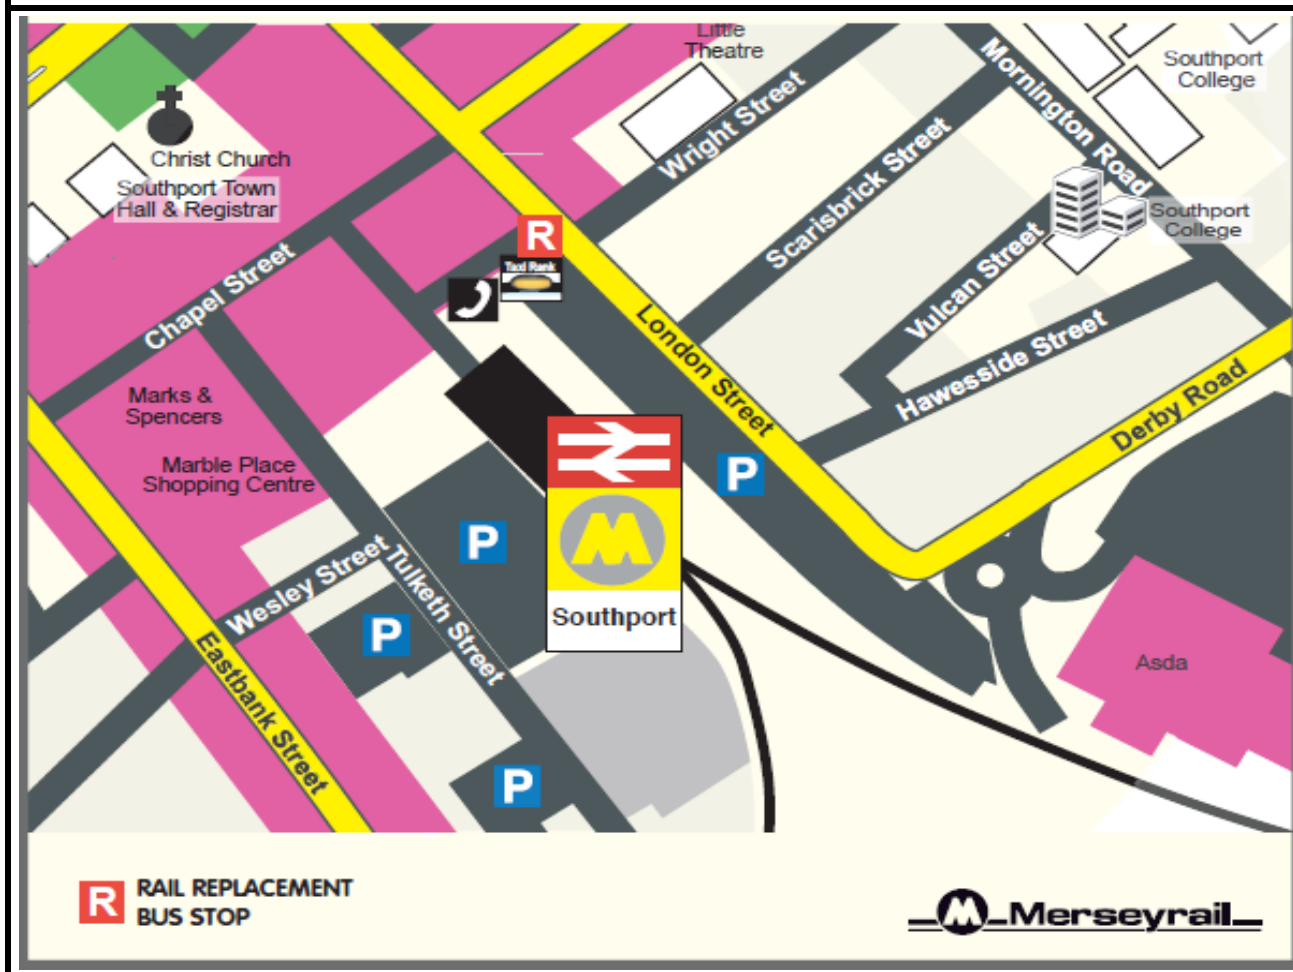 Little
Theatre
Southport
College
Mornington Road
Wright Street
Scarisbrick Street
Christ Church
Southport Town
Hall & Registrar
Southport
College
R
Taxi Rank
Chapel Street
Vulcan Street
London Street
Hawesside Street
Derby Road
Marks &
Spencers
Marble Place
Shopping Centre
P
P
M
Wesley Street
Tulketh Street
Southport
P
Eastbank Street
Asda
P
R RAIL REPLACEMENT
BUS STOP
M Merseyrail